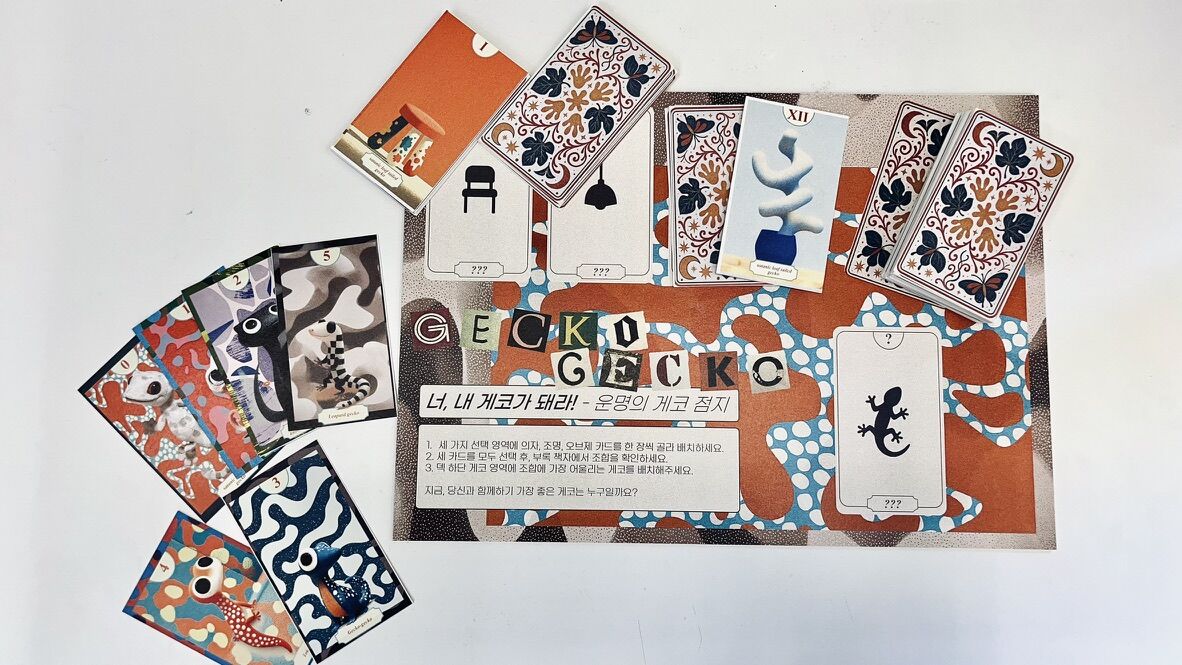 I
satanic leaf tailed
gecko
XII
satanic leaf tailed
gecko
???
???
GECKO
GECKO
너, 내 게코가 돼라! - 운명의 게코 점지
1. 세 가지 선택 영역에 의자, 조명, 오브제 카드를 한 장씩 골라 배치하세요.
2. 세 카드를 모두 선택 후, 부록 책자에서 조합을 확인하세요.
3. 덱 하단 게코 영역에 조합에 가장 어울리는 게코를 배치해주세요.
지금, 당신과 함께하기 가장 좋은 게코는 누구일까요?
?
???
0
1
2
5
Leopard gecko
3
Gecko gecko
4